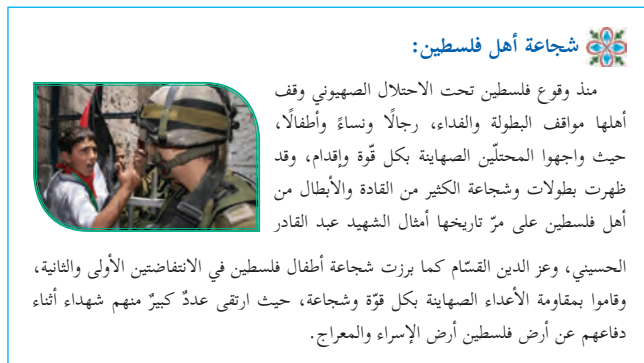 شجاعة أهل فلسطين:
منذ وقوع فلسطين تحت الاحتلال الصهيوني وقف
أهلها مواقف البطولة والفداء، رجالًا ونساءً وأطفالًا،
حيث واجهوا المحتلّين الصهاينة بكل قوّة وإقدام، وقد
ظهرت بطولات وشجاعة الكثير من القادة والأبطال من
أهل فلسطين على مرّ تاريخها أمثال الشهيد عبد القادر
الحسيني، وعز الدين القسّام كما برزت شجاعة أطفال فلسطين في الانتفاضتين الأولى والثانية،
وقاموا بمقاومة الأعداء الصهاينة بكل قوّة وشجاعة، حيث ارتقى عددٌ كبيرٌ منهم شهداء أثناء
دفاعهم عن أرض فلسطين أرض الإسراء والمعراج.